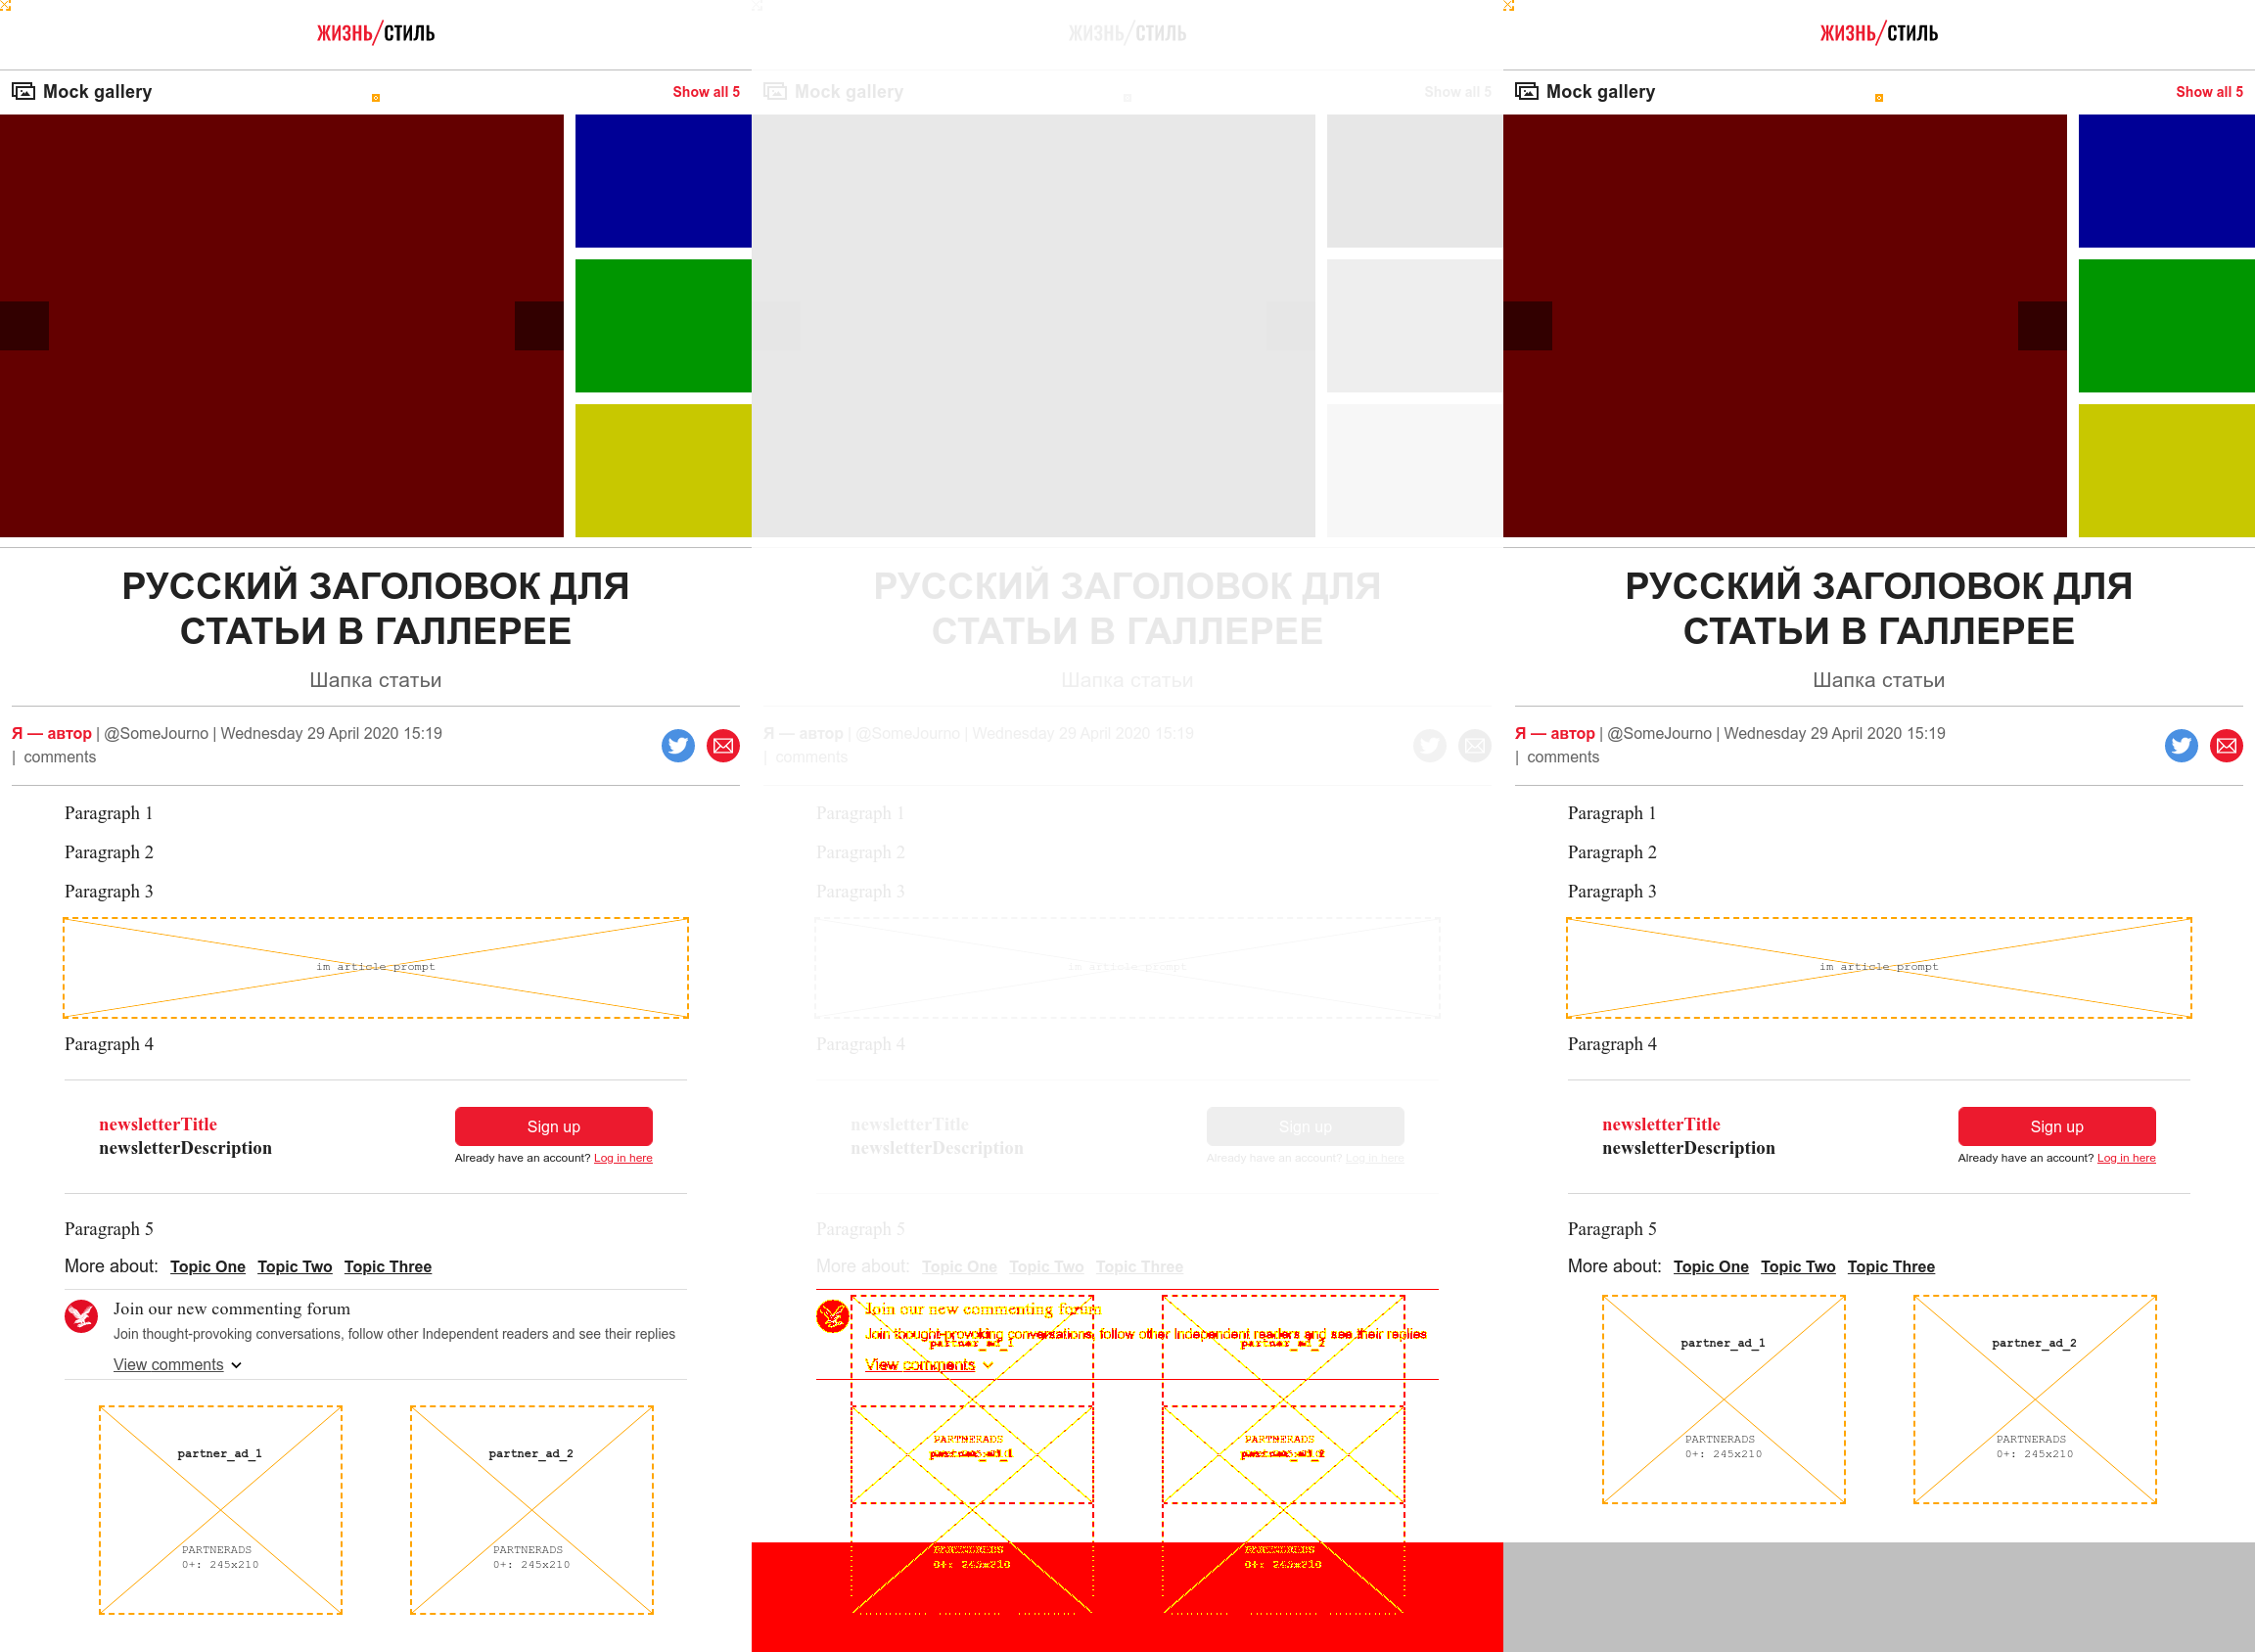 ЖИЗНЬ/СТИЛЬ
Mock gallery
Show all 5
РУССКИЙ ЗАГОЛОВОК ДЛЯ
СТАТЬИ В ГАЛЛЕРЕЕ
Шапка статьи
Я — автор | @SomeJourno | Wednesday 29 April 2020 15:19
| comments
Paragraph 1
Paragraph 2
Paragraph 3
im article prompt
Paragraph 4
newsletterTitle
newsletterDescription
Sign up
Already have an account? Log in here
Paragraph 5
More about: Topic One Topic Two Topic Three
Join our new commenting forum
Join thought-provoking conversations, follow other Independent readers and see their replies
View comments
partner_ad_1
PARTNERADS
0+: 245x210
partner_ad_2
PARTNERADS
0+: 245x210
ЖИЗНЬ/СТИЛЬ
Mock gallery
Show all 5
РУССКИЙ ЗАГОЛОВОК ДЛЯ
СТАТЬИ В ГАЛЛЕРЕЕ
Шапка статьи
Я — автор | @SomeJourno | Wednesday 29 April 2020 15:19
| comments
Paragraph 1
Paragraph 2
Paragraph 3
im article prompt
Paragraph 4
newsletterTitle
newsletterDescription
Sign up
Already have an account? Log in here
Paragraph 5
More about: Topic One Topic Two Topic Three
Join our new commenting forum
Join thought-provoking conversations, follow other Independent readers and see their replies
partner_ad_1
partner_ad_2
View comments
PARTNERADS
PARTNERADS
ЖИЗНЬ/СТИЛЬ
Mock gallery
Show all 5
РУССКИЙ ЗАГОЛОВОК ДЛЯ
СТАТЬИ В ГАЛЛЕРЕЕ
Шапка статьи
Я — автор | @SomeJourno | Wednesday 29 April 2020 15:19
| comments
Paragraph 1
Paragraph 2
Paragraph 3
im article prompt
Paragraph 4
newsletterTitle
newsletterDescription
Sign up
Already have an account? Log in here
Paragraph 5
More about: Topic One Topic Two Topic Three
partner_ad_1
PARTNERADS
0+: 245x210
partner_ad_2
PARTNERADS
0+: 245x210